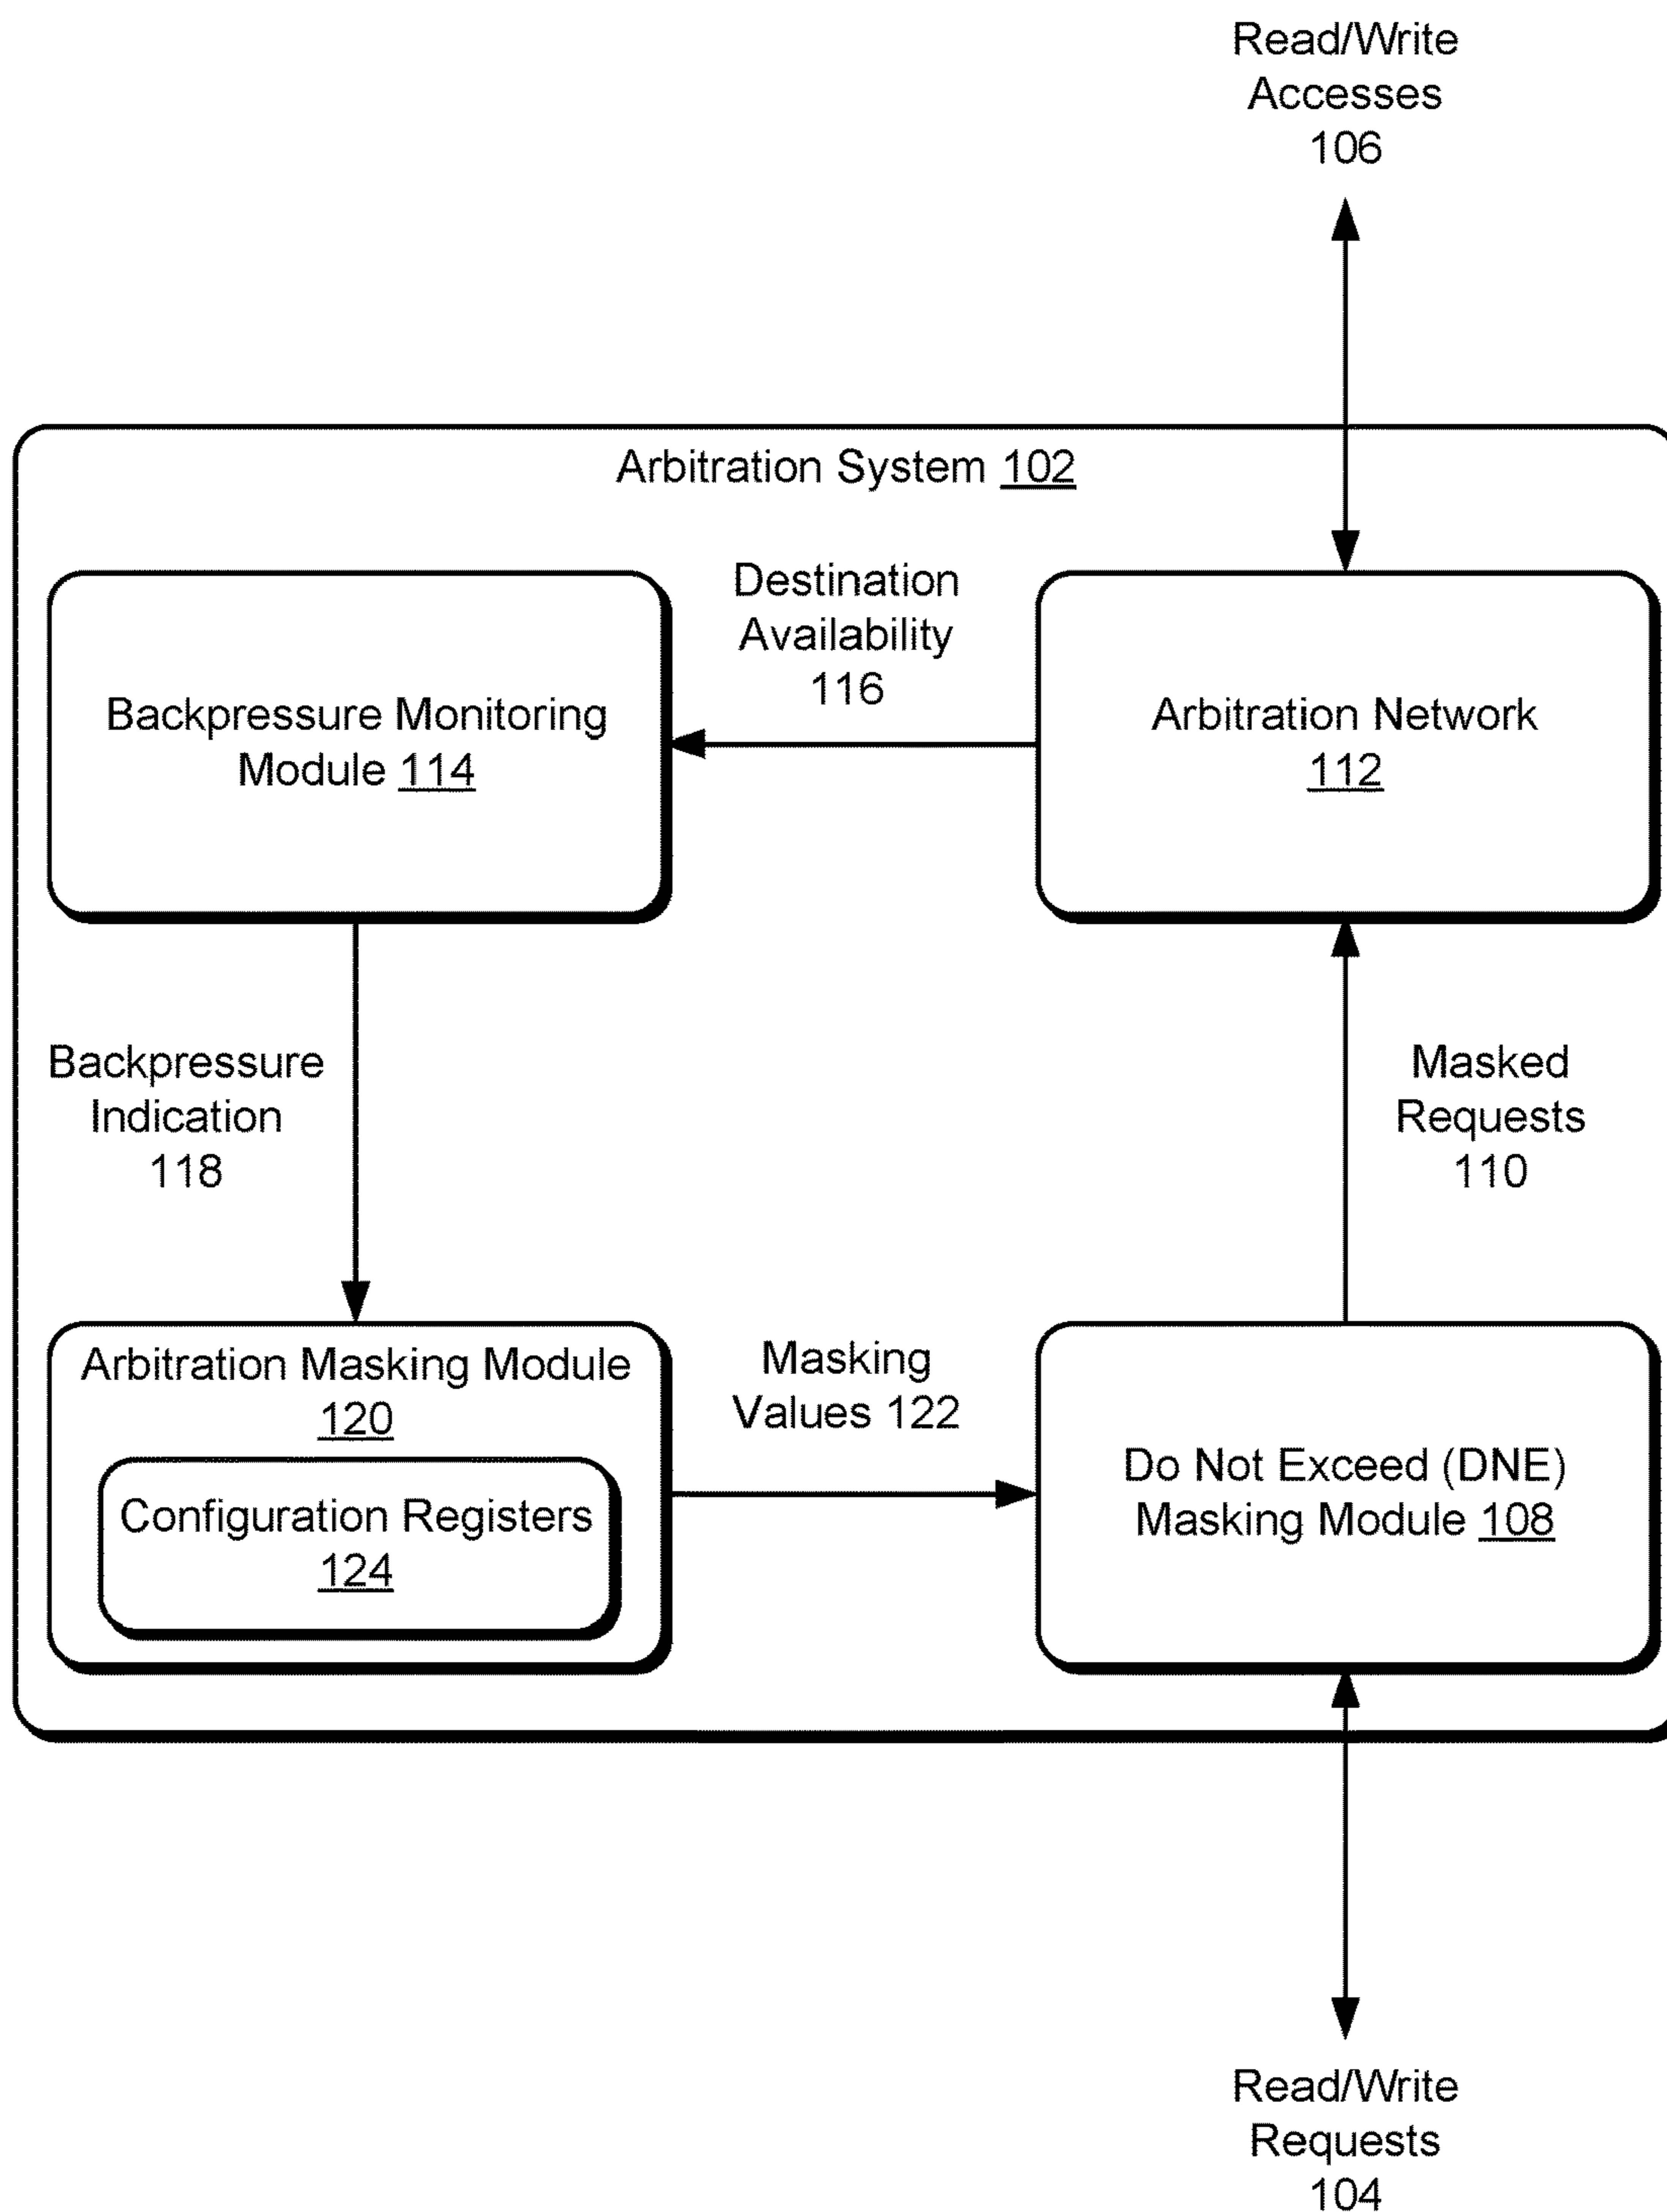 Read/Write
Accesses
106
Arbitration System 102
Destination
Availability
116
Backpressure Monitoring
Module 114
Arbitration Network
112
Backpressure
Indication
118
Masked
Requests
110
Arbitration Masking Module
120
Configuration Registers
124
Masking
Values 122
Do Not Exceed (DNE)
Masking Module 108
Read/Write
Requests
104